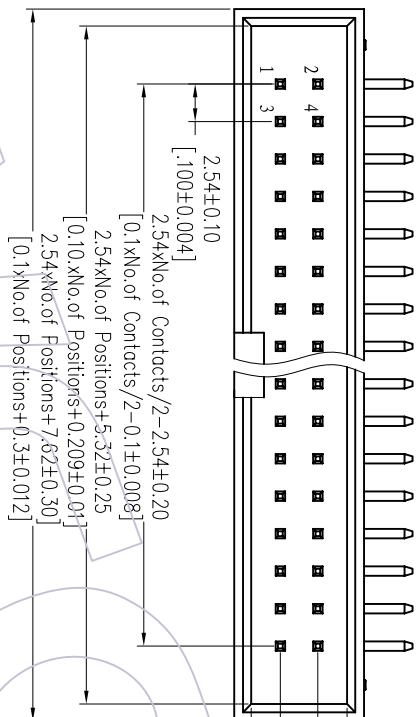 1
2
3
4
2.54±0.10
[.100±0.004]
2.54xNo.of Contacts/2-2.54±0.20
[0.1xNo.of Contacts/2-0.1±0.008]
2.54xNo.of Positions+5.32±0.25
[0.10.xNo.of Positions+0.209±0.01]
2.54xNo.of Positions+7.62±0.30
[0.1xNo.of Positions+0.3±0.012]